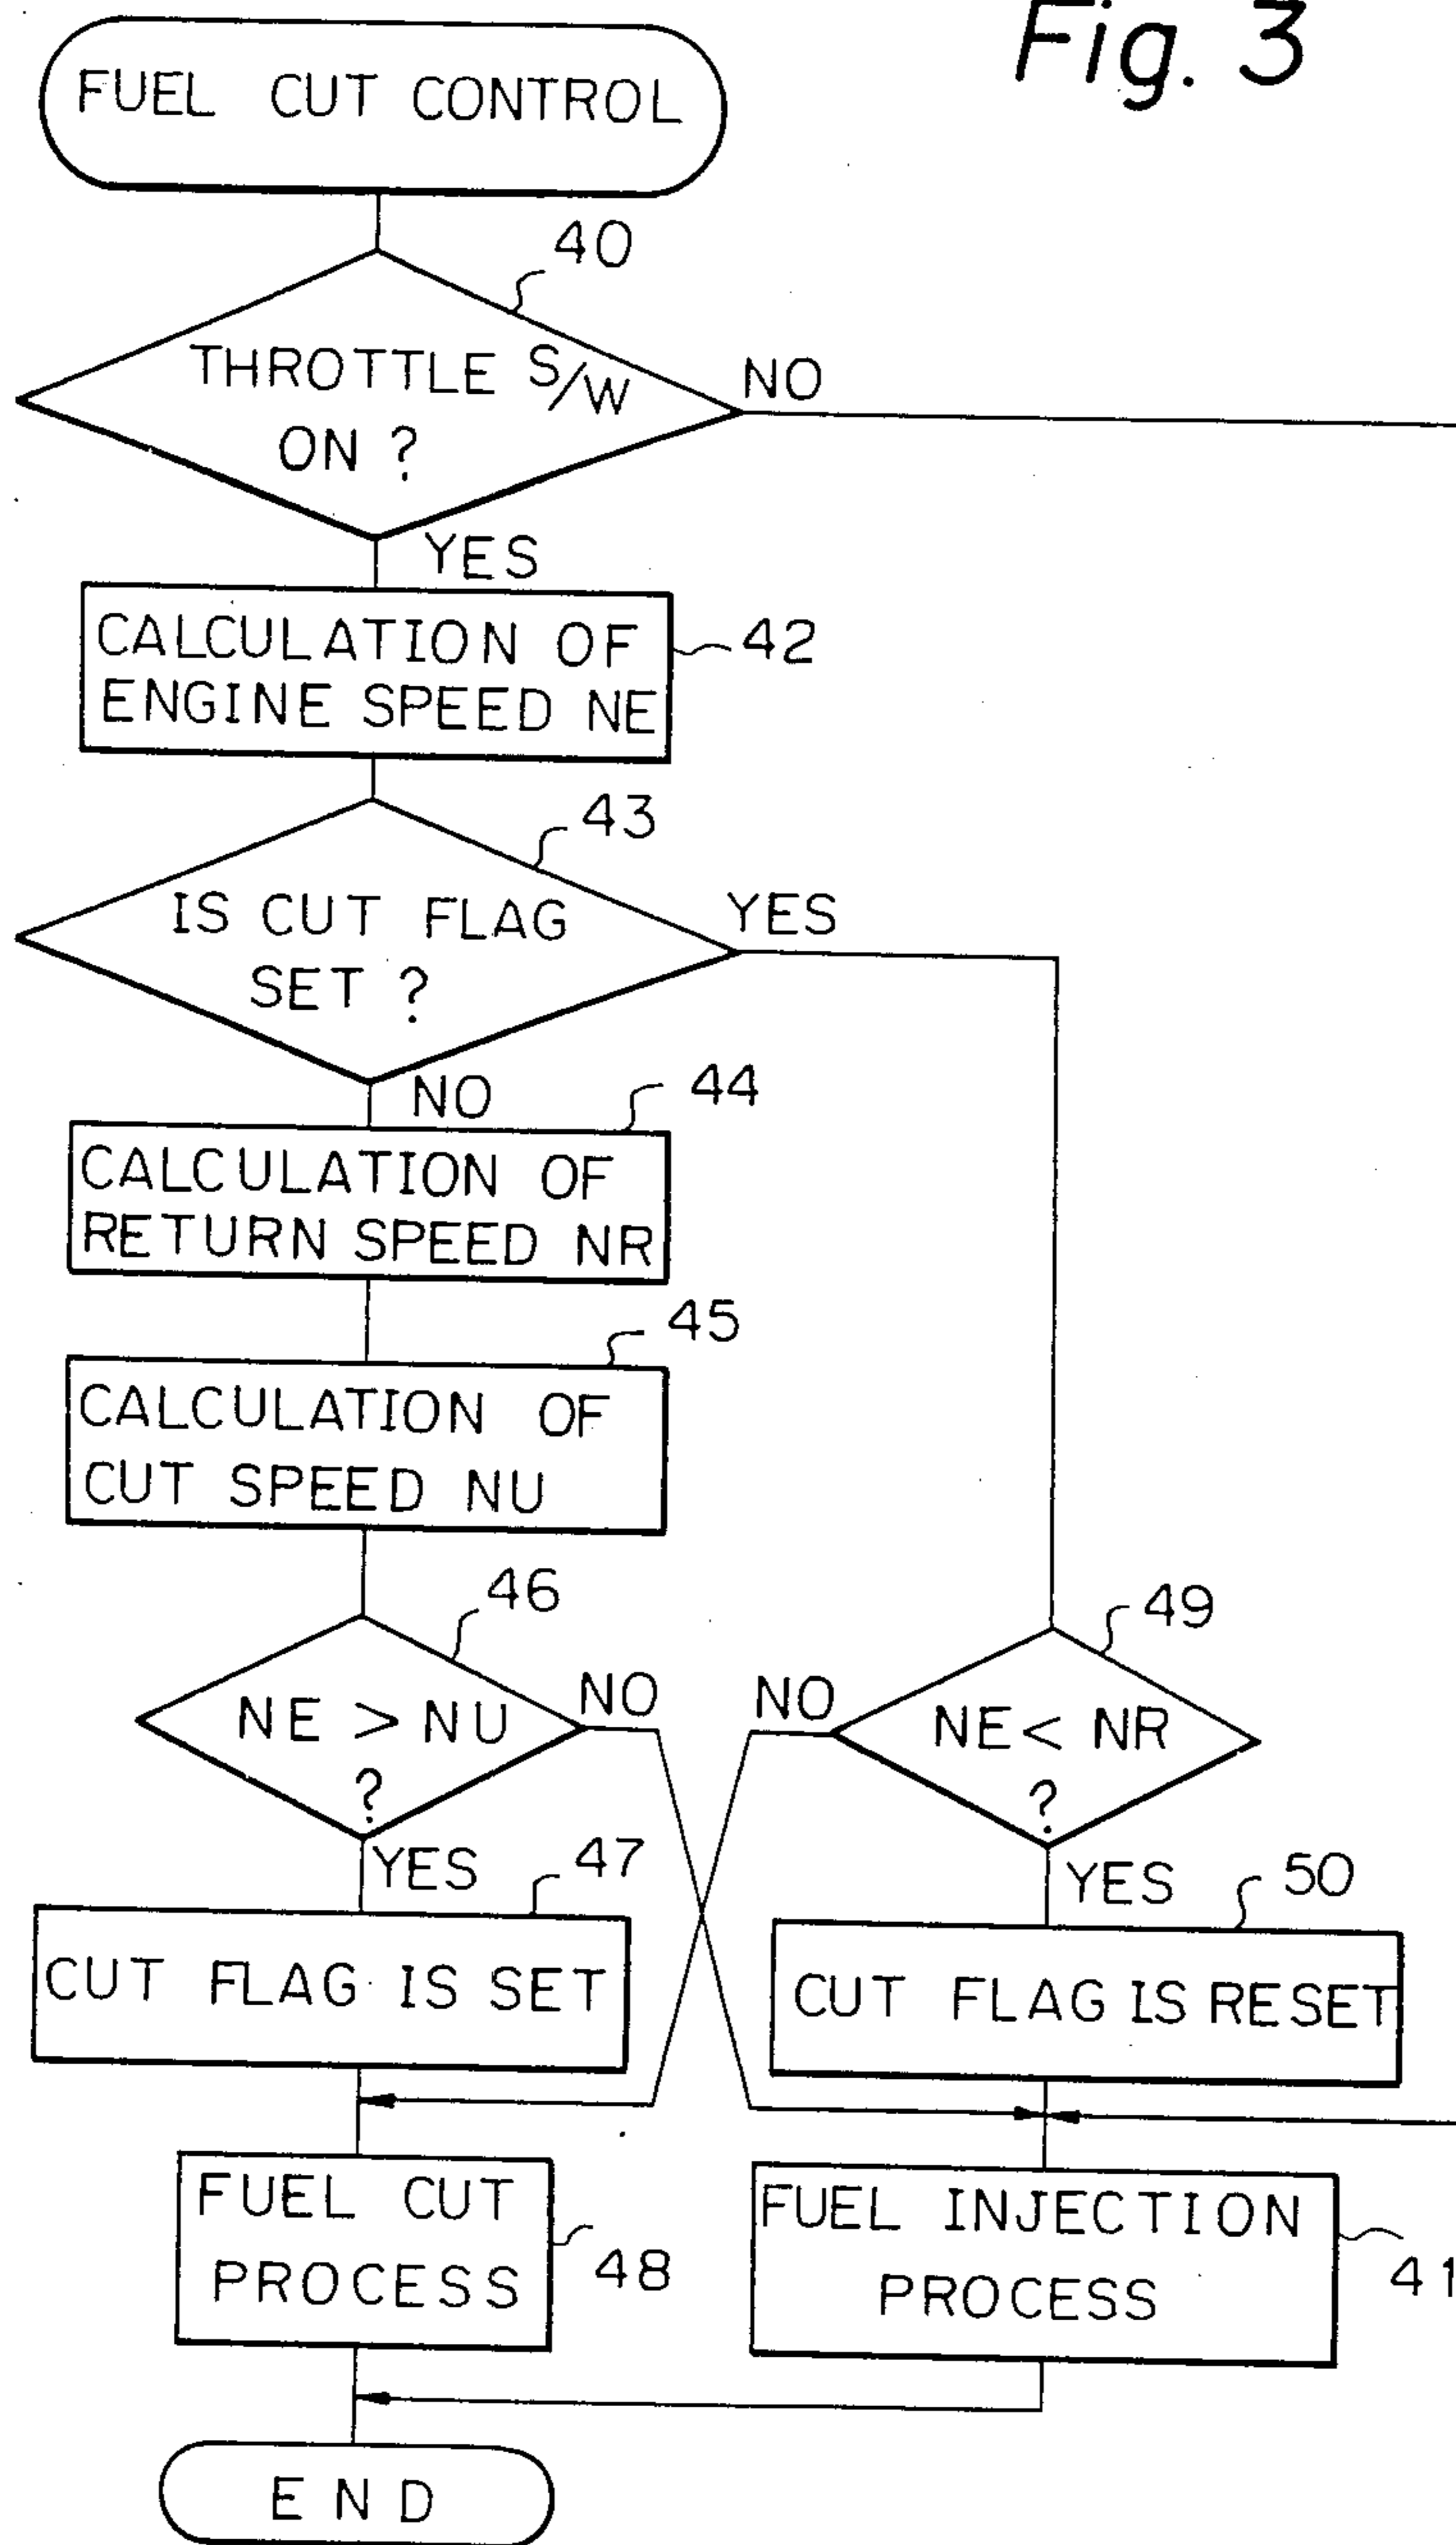 Fig. 3
FUEL CUT CONTROL
40
THROTTLE S/W
ON ?
NO
YES
CALCULATION OF
ENGINE SPEED NE
42
43
IS CUT FLAG
SET ?
YES
NO
44
CALCULATION OF
RETURN SPEED NR
45
CALCULATION OF
CUT SPEED NU
46
NE > NU
?
NO
YES
49
NE < NR
?
NO
YES
47
CUT FLAG IS SET
50
CUT FLAG IS RESET
FUEL CUT
PROCESS
48
FUEL INJECTION
PROCESS
41
END